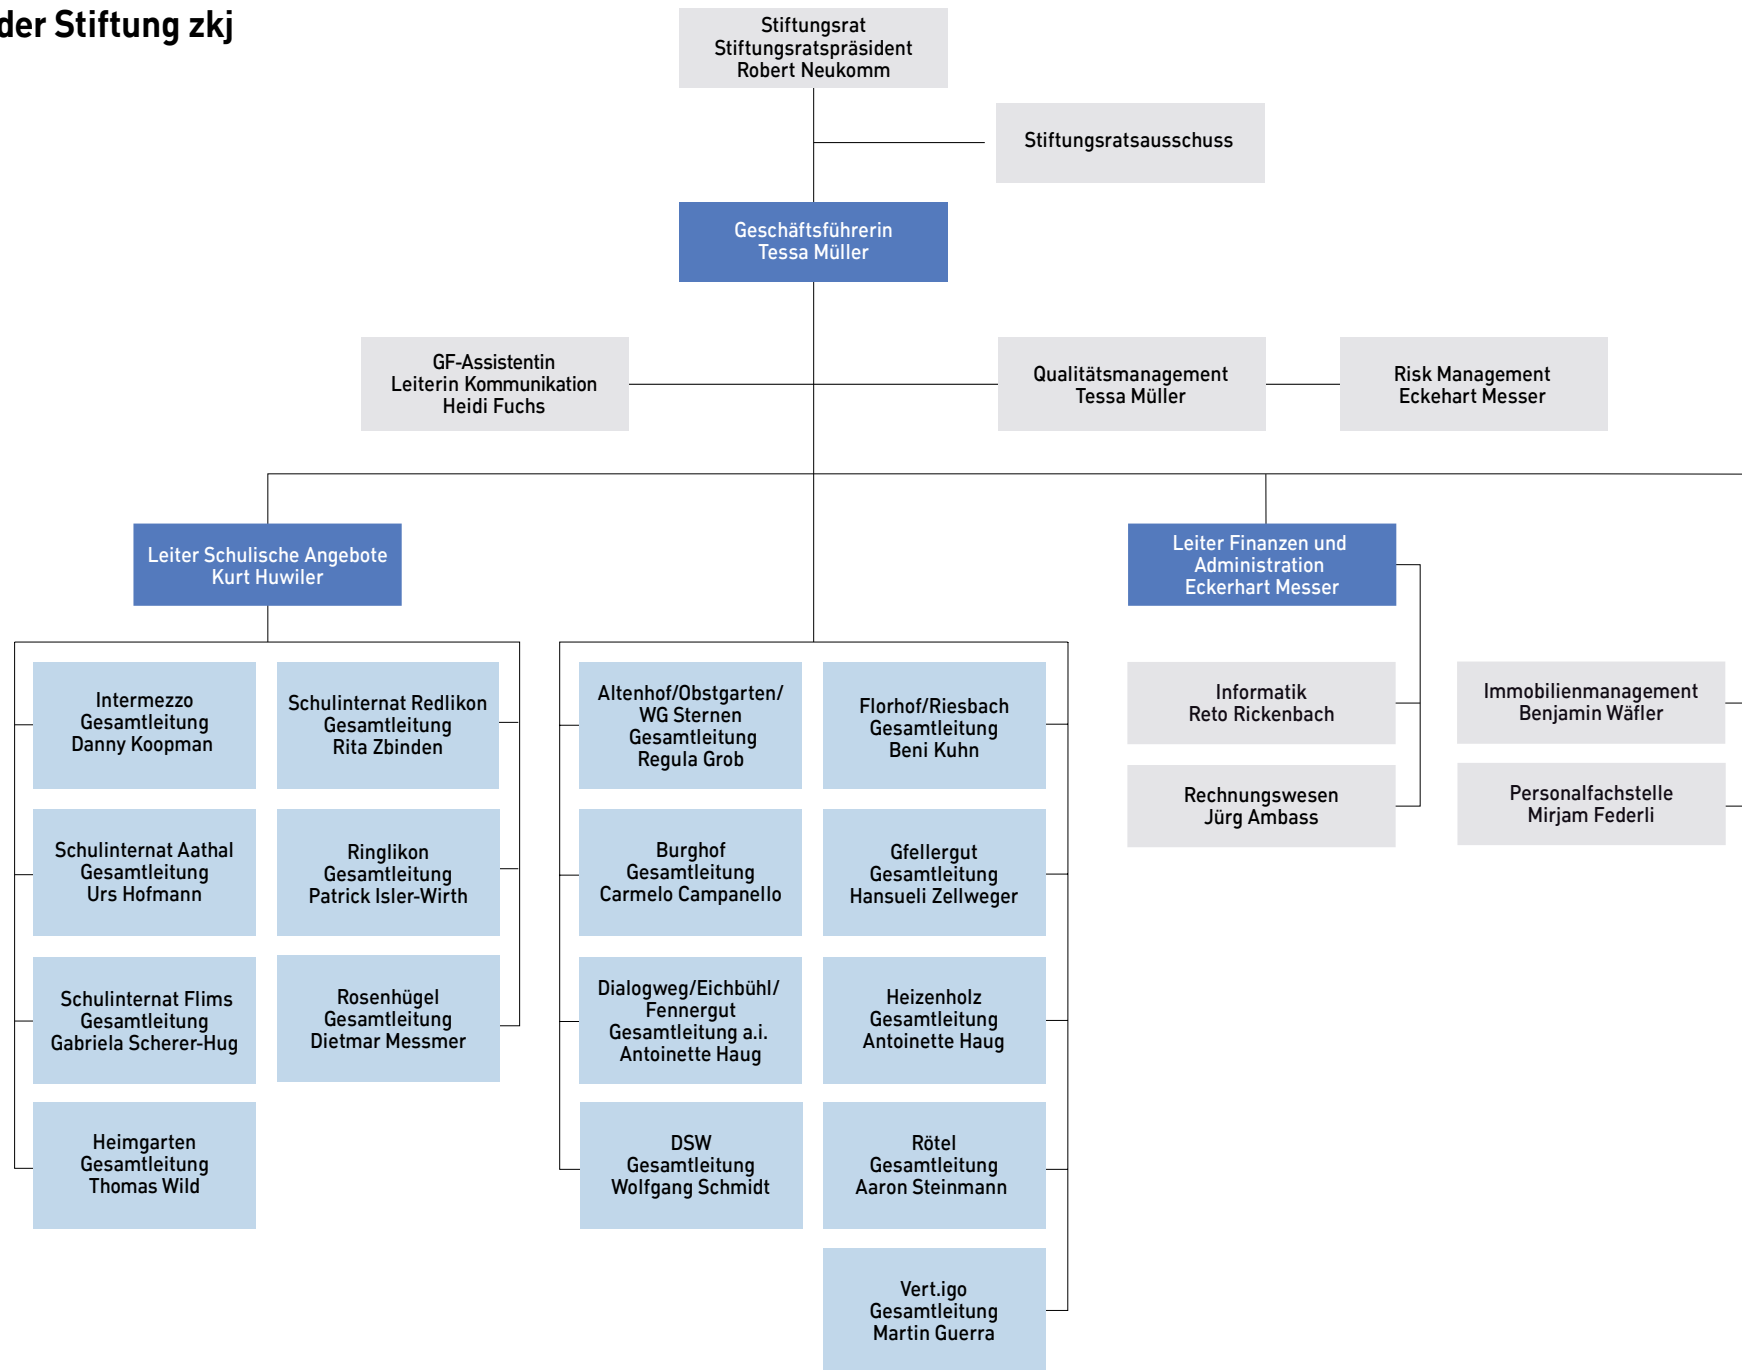 der Stiftung zkj
Stiftungsrat
Stiftungsratspräsident
Robert Neukomm
Stiftungsratsausschuss
Geschäftsführerin
Tessa Müller
GF-Assistentin
Leiterin Kommunikation
Heidi Fuchs
Qualitätsmanagement
Tessa Müller
Risk Management
Eckehart Messer
Leiter Schulische Angebote
Kurt Huwiler
Leiter Finanzen und
Administration
Eckerhart Messer
Intermezzo
Gesamtleitung
Danny Koopman
Schulinternat Redlikon
Gesamtleitung
Rita Zbinden
Altenhof/Obstgarten/
WG Sternen
Gesamtleitung
Regula Grob
Florhof/Riesbach
Gesamtleitung
Beni Kuhn
Informatik
Reto Rickenbach
Immobilienmanagement
Benjamin Wäfler
Rechnungswesen
Jürg Ambass
Personalfachstelle
Mirjam Federli
Schulinternat Aathal
Gesamtleitung
Urs Hofmann
Ringlikon
Gesamtleitung
Patrick Isler-Wirth
Burghof
Gesamtleitung
Carmelo Campanello
Gfellergut
Gesamtleitung
Hansueli Zellweger
Schulinternat Flims
Gesamtleitung
Gabriela Scherer-Hug
Rosenhügel
Gesamtleitung
Dietmar Messmer
Dialogweg/Eichbühl/
Fennergut
Gesamtleitung a.i.
Antoinette Haug
Heizenholz
Gesamtleitung
Antoinette Haug
Heimgarten
Gesamtleitung
Thomas Wild
DSW
Gesamtleitung
Wolfgang Schmidt
Rötel
Gesamtleitung
Aaron Steinmann
Vert.igo
Gesamtleitung
Martin Guerra